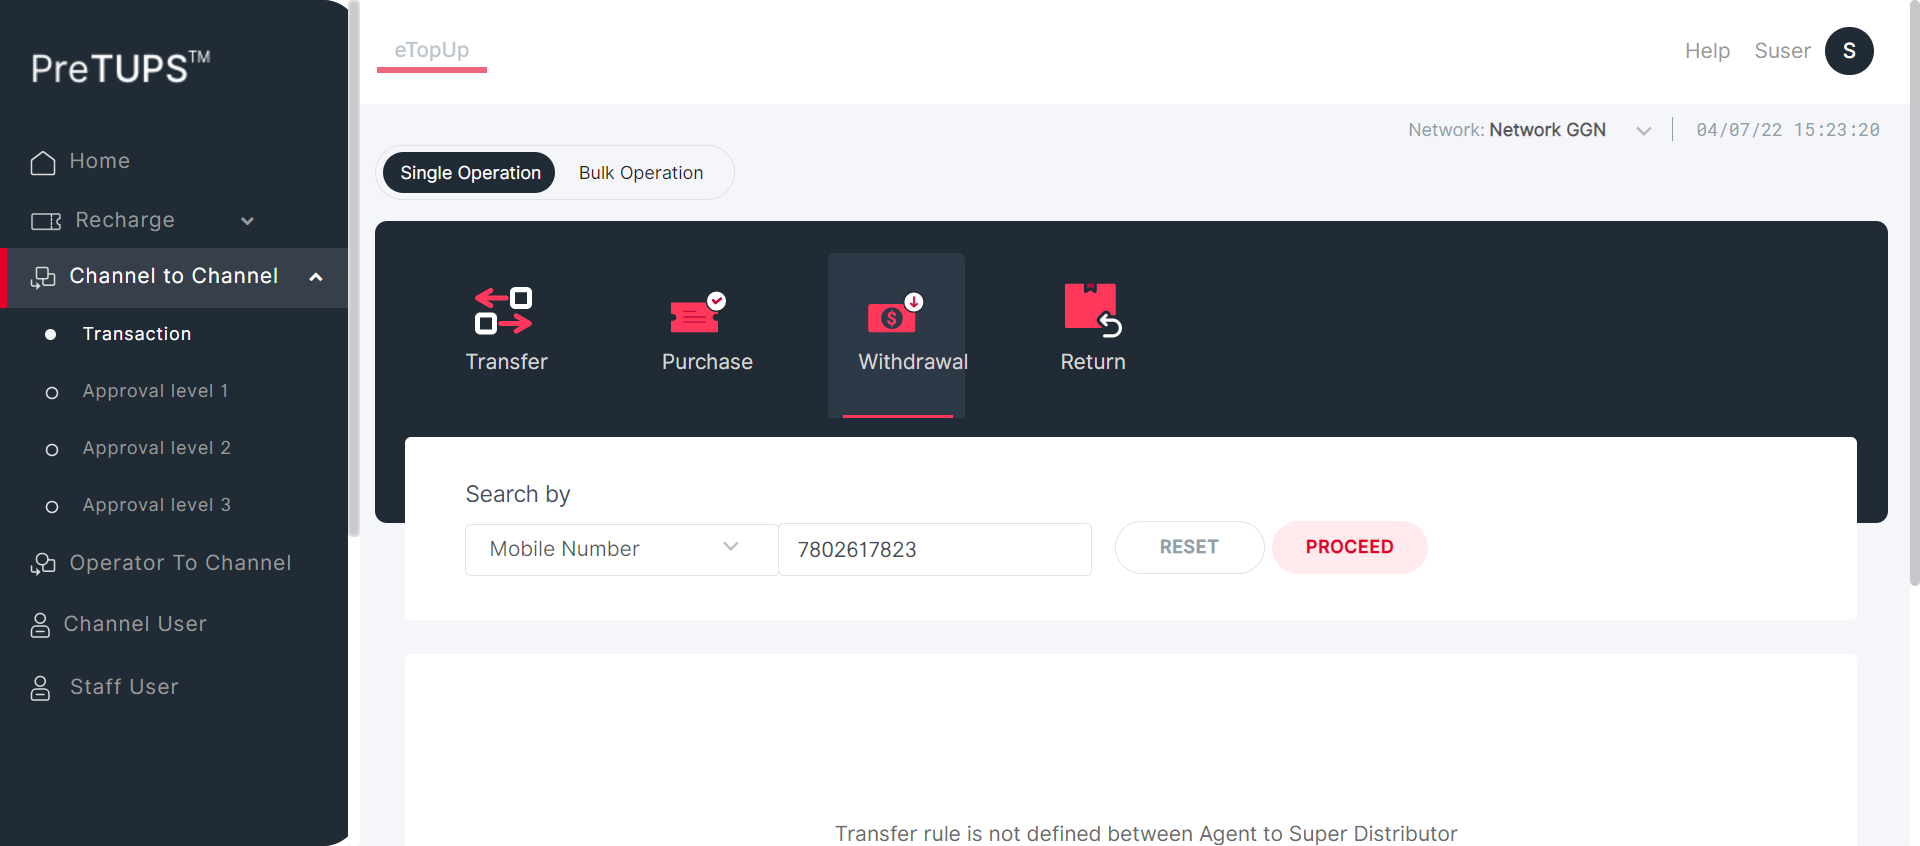 PreTUPS™
Home
Recharge
Channel to Channel
Transaction
Approval level 1
Approval level 2
Approval level 3
Operator To Channel
Channel User
Staff User
eTopUp
Help
Suser
S
Network: Network GGN
04/07/22 15:23:20
Single Operation
Bulk Operation
Transfer
Purchase
Withdrawal
Return
Search by
Mobile Number
7802617823
RESET
PROCEED
Transfer rule is not defined between Agent to Super Distributor